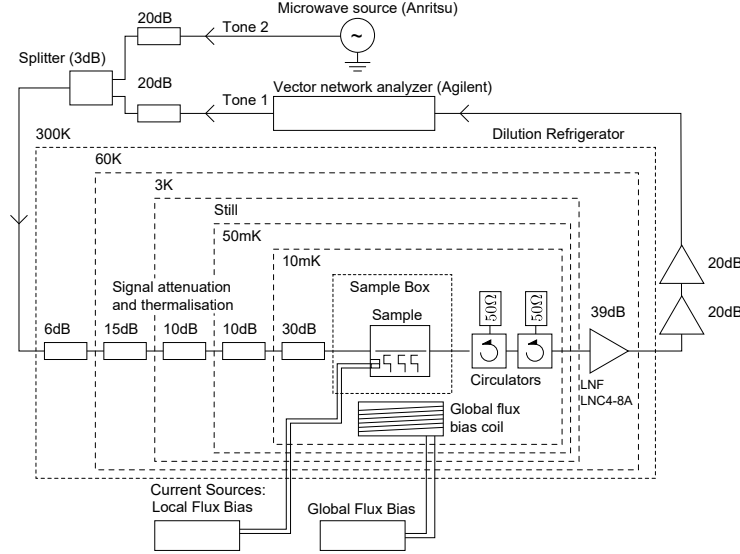 Microwave source (Anritsu)
20dB
Tone 2
~
Splitter (3dB)
20dB
Tone 1
Vector network analyzer (Agilent)
300K
Dilution Refrigerator
60K
3K
Still
50mK
10mK
Signal attenuation
and thermalisation
Sample Box
Sample
50Ω
50Ω
39dB
20dB
20dB
6dB
15dB
10dB
10dB
30dB
Circulators
LNF
LNC4-8A
Global flux
bias coil
Current Sources:
Local Flux Bias
Global Flux Bias